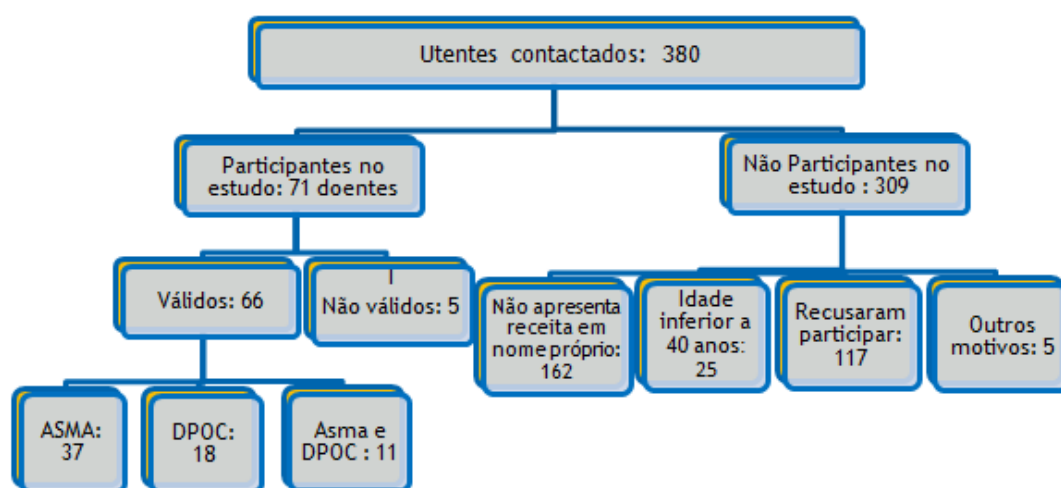 Utentes contactados: 380
Participantes no
estudo: 71 doentes
Não Participantes no
estudo : 309
Válidos: 66
Não válidos: 5
Não apresenta
receita em
nome próprio:
162
Idade
inferior a
40 anos:
25
Recusaram
participar:
117
Outros
motivos: 5
ASMA:
37
DPOC:
18
Asma e
DPOC : 11